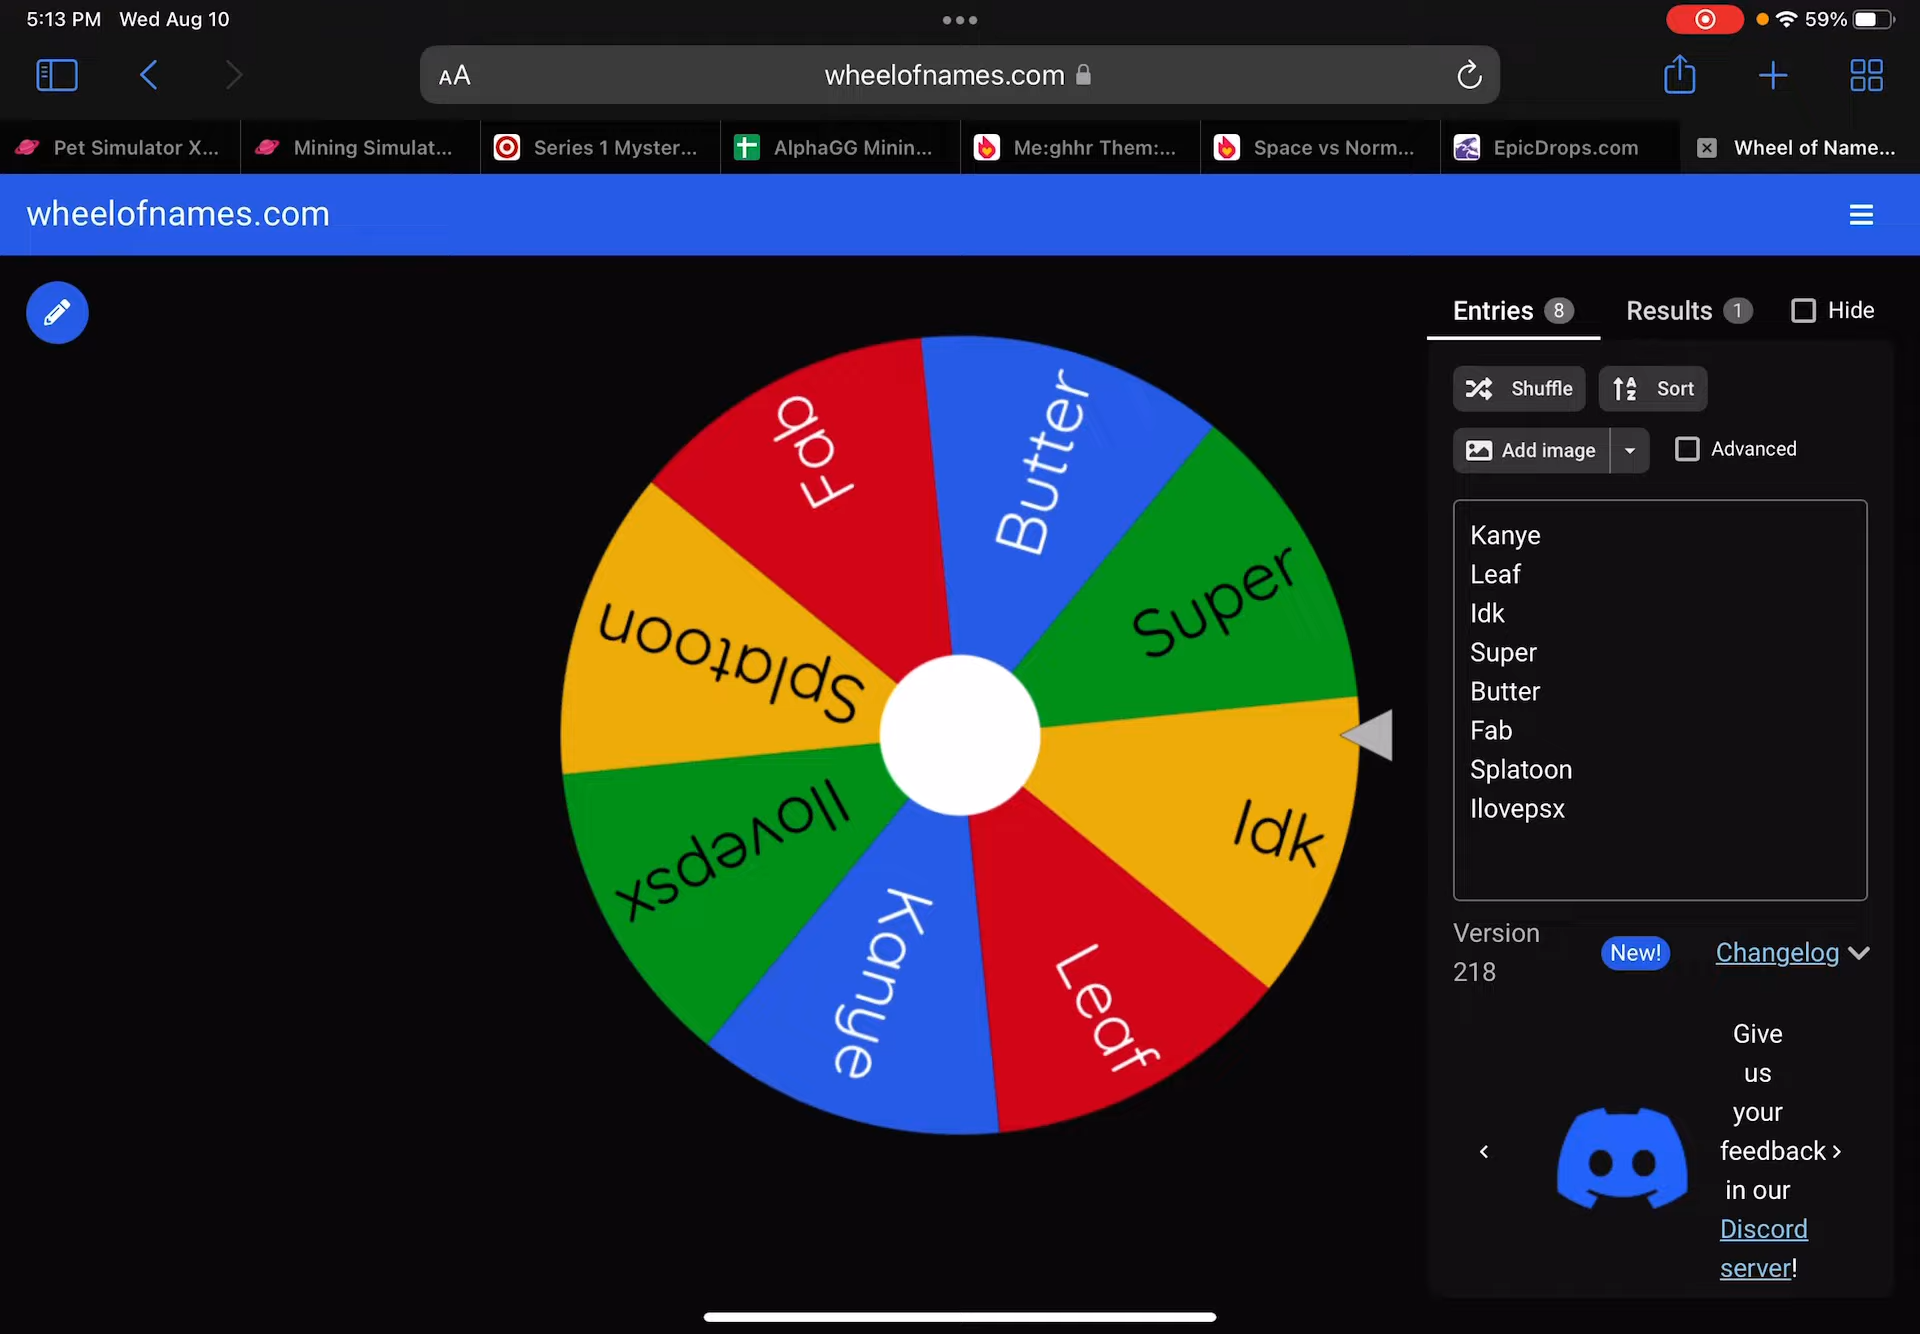 5:13 PM Wed Aug 10
59%
AA
wheelofnames.com
Pet Simulator X...
Mining Simulat...
Series 1 Myster...
AlphaGG Minin...
Me:ghhr Them:...
Space vs Norm...
EpicDrops.com
Wheel of Name...
wheelofnames.com
Entries 8
Results 1
Hide
Shuffle
Sort
Add image
Advanced
Fab
Butter
Super
Splatoon
Idk
Ilovepsx
Kanye
Leaf
Kanye
Leaf
Idk
Super
Butter
Fab
Splatoon
Ilovepsx
Version
218
New!
Changelog
Give
us
your
feedback
in our
Discord
server!